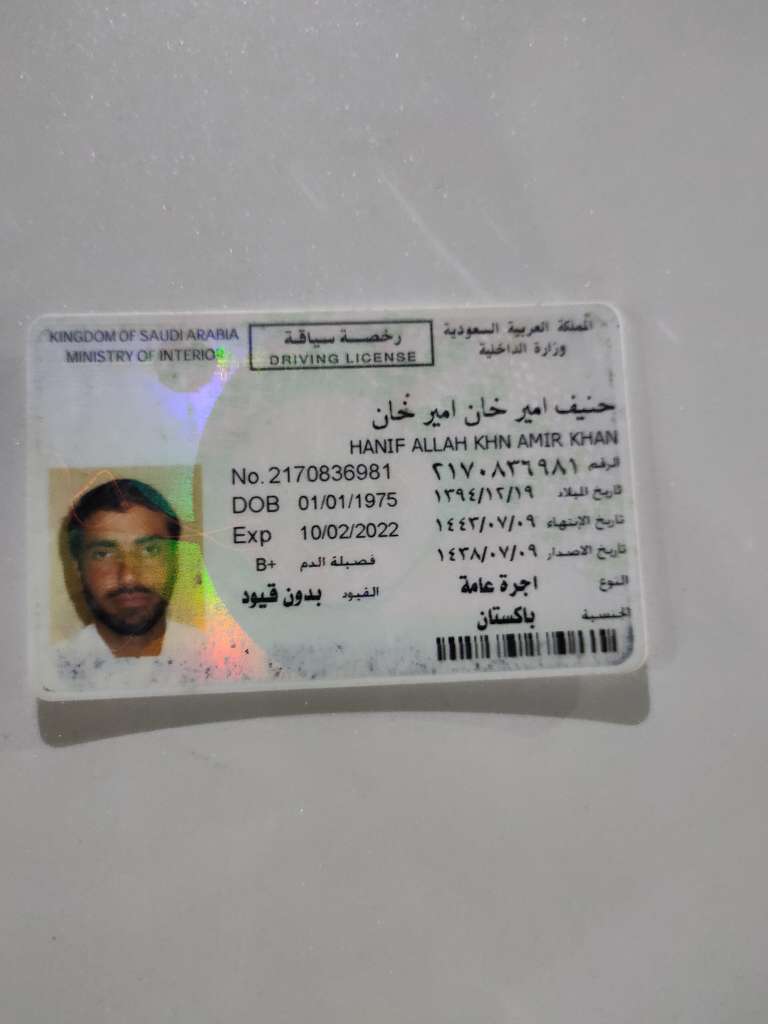 KINGDOM OF SAUDI ARABIA
MINISTRY OF INTERIOR
رخصة سياقة
DRIVING LICENSE
المملكة العربية السعودية
وزارة الداخلية
حنيف امير خان امير خان
HANIF ALLAH KHN AMIR KHAN
No. 2170836981 الرقم ٢١٧٠٨٣٦٩٨١
DOB 01/01/1975 تاريخ الميلاد ١٣٩٤/١٢/١٩
Exp 10/02/2022 تاريخ الإنتهاء ١٤٤٣/٠٧/٠٩
B+ فصيلة الدم تاريخ الاصدار ١٤٣٨/٠٧/٠٩
النوع اجرة عامة القيود بدون قيود
الجنسية باكستان